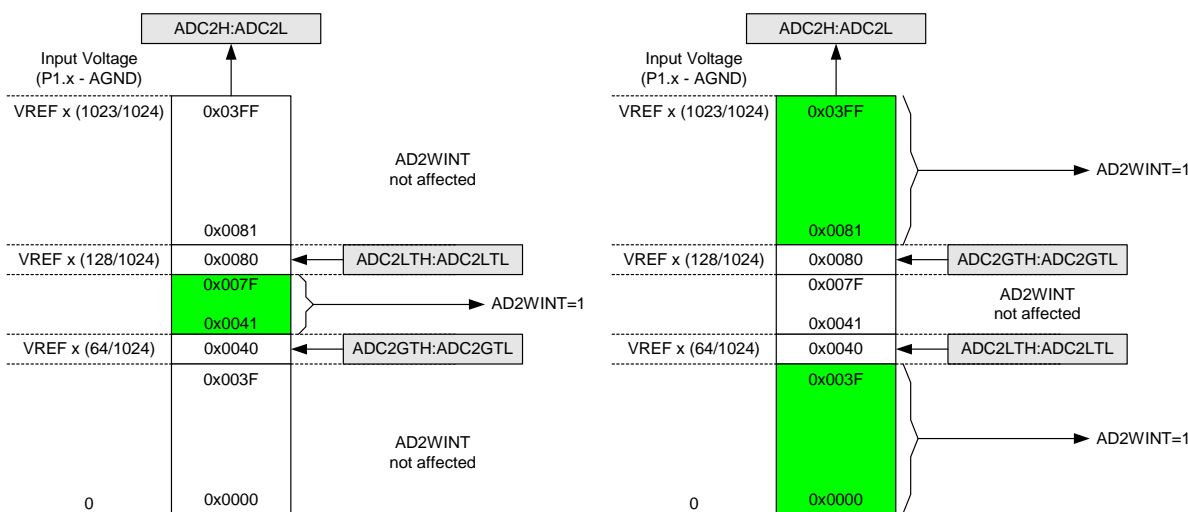 ADC2H:ADC2L
Input Voltage
(P1.x - AGND)
VREF x (1023/1024)
0x03FF
AD2WINT
not affected
0x0081
VREF x (128/1024)
0x0080
ADC2LTH:ADC2LTL
0x007F
AD2WINT=1
0x0041
VREF x (64/1024)
0x0040
ADC2GTH:ADC2GTL
0x003F
AD2WINT
not affected
0
0x0000
ADC2H:ADC2L
Input Voltage
(P1.x - AGND)
VREF x (1023/1024)
0x03FF
AD2WINT=1
0x0081
VREF x (128/1024)
0x0080
ADC2GTH:ADC2GTL
0x007F
AD2WINT
not affected
0x0041
VREF x (64/1024)
0x0040
ADC2LTH:ADC2LTL
0x003F
AD2WINT=1
0
0x0000